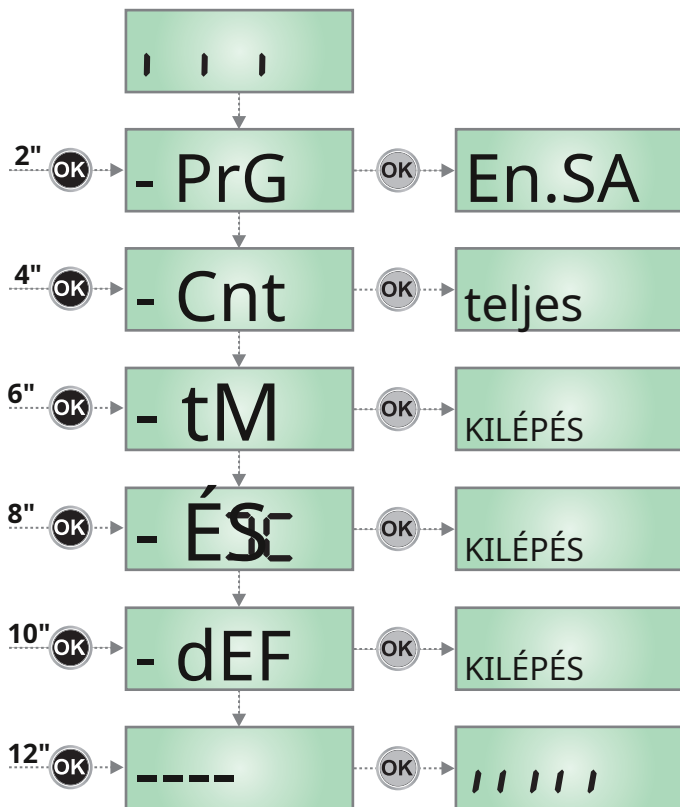 2" OK - PrG OK En.SA
4" OK - Cnt OK teljes
6" OK - tM OK KILÉPÉS
8" OK - OK KILÉPÉS
10" OK - dEF OK KILÉPÉS
12" OK ---- OK